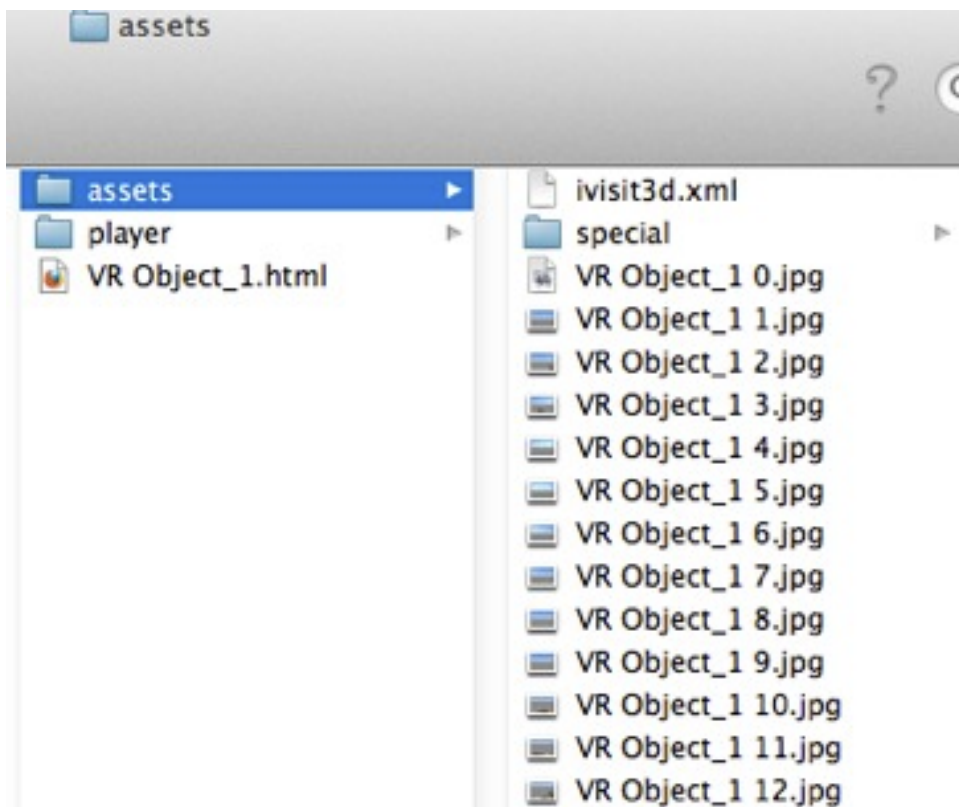 assets
?
assets
player
VR Object_1.html
ivisit3d.xml
special
VR Object_1 0.jpg
VR Object_1 1.jpg
VR Object_1 2.jpg
VR Object_1 3.jpg
VR Object_1 4.jpg
VR Object_1 5.jpg
VR Object_1 6.jpg
VR Object_1 7.jpg
VR Object_1 8.jpg
VR Object_1 9.jpg
VR Object_1 10.jpg
VR Object_1 11.jpg
VR Object_1 12.jpg